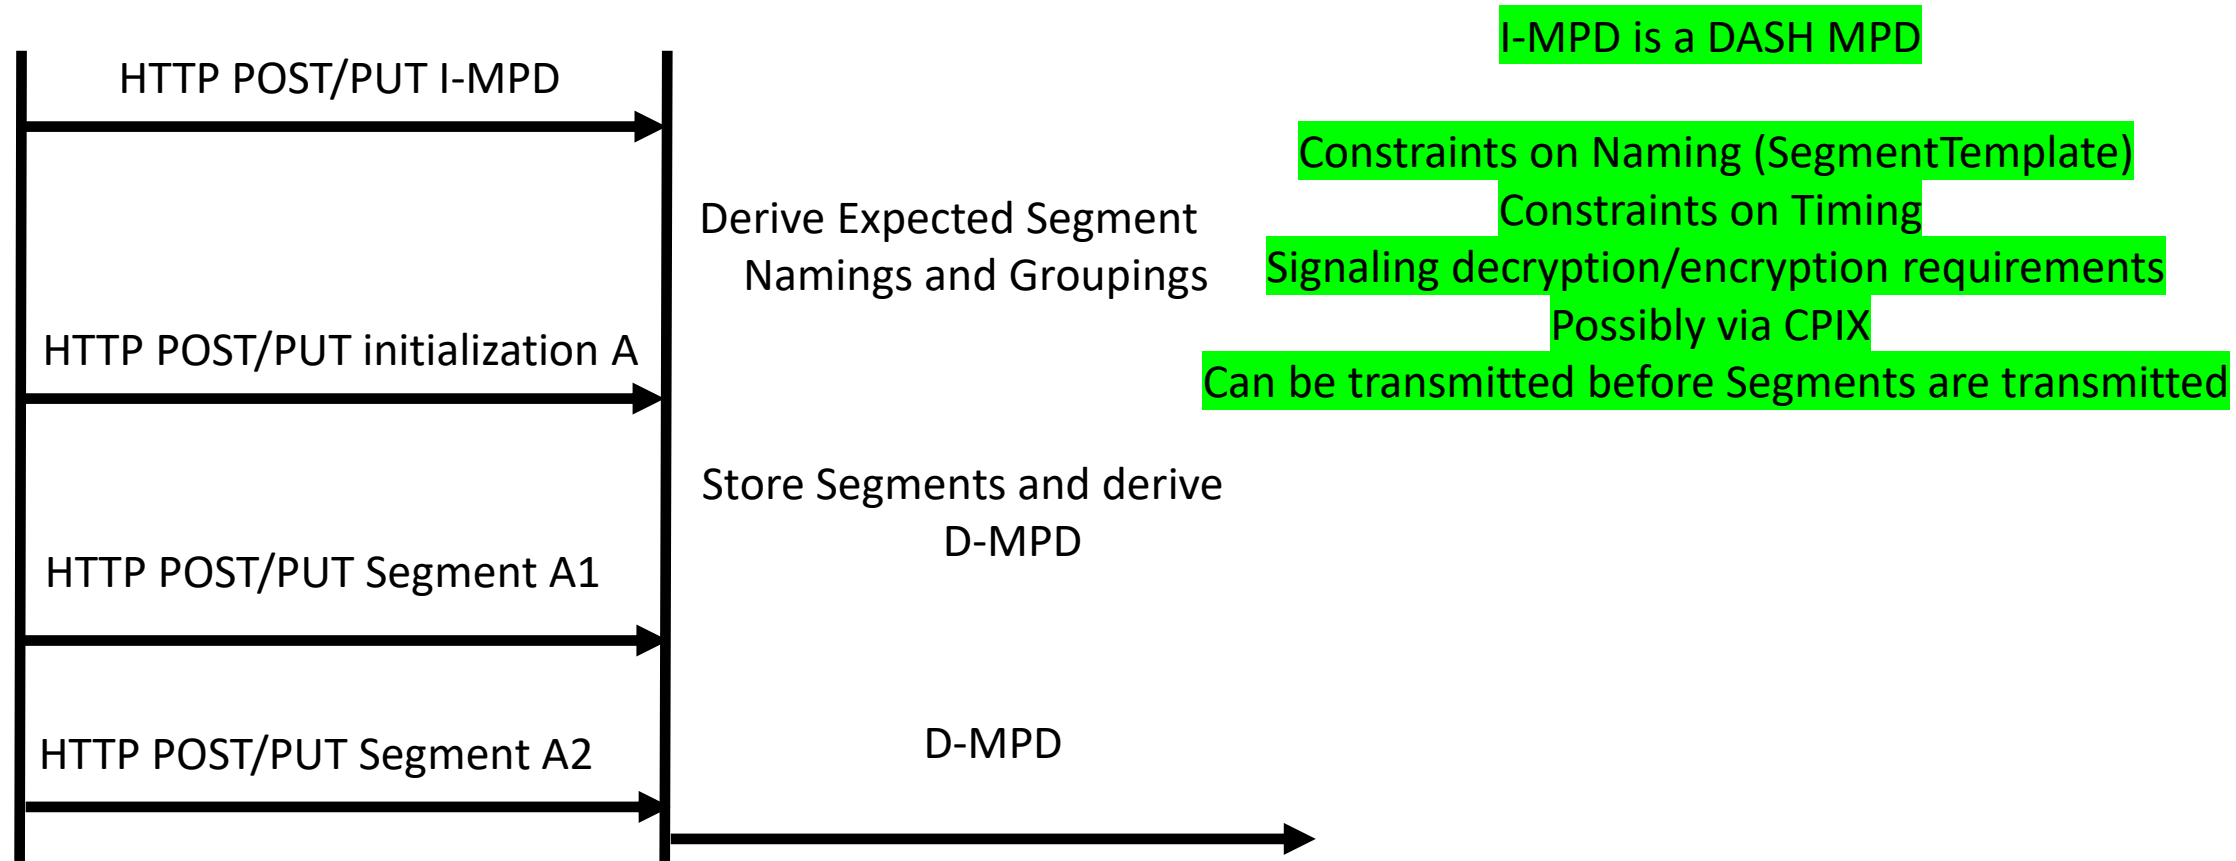 I-MPD is a DASH MPD
HTTP POST/PUT I-MPD
Constraints on Naming (SegmentTemplate)
Constraints on Timing
Signaling decryption/encryption requirements
Possibly via CPIX
Can be transmitted before Segments are transmitted
Derive Expected Segment
Namings and Groupings
HTTP POST/PUT initialization A
Store Segments and derive
D-MPD
HTTP POST/PUT Segment A1
HTTP POST/PUT Segment A2
D-MPD